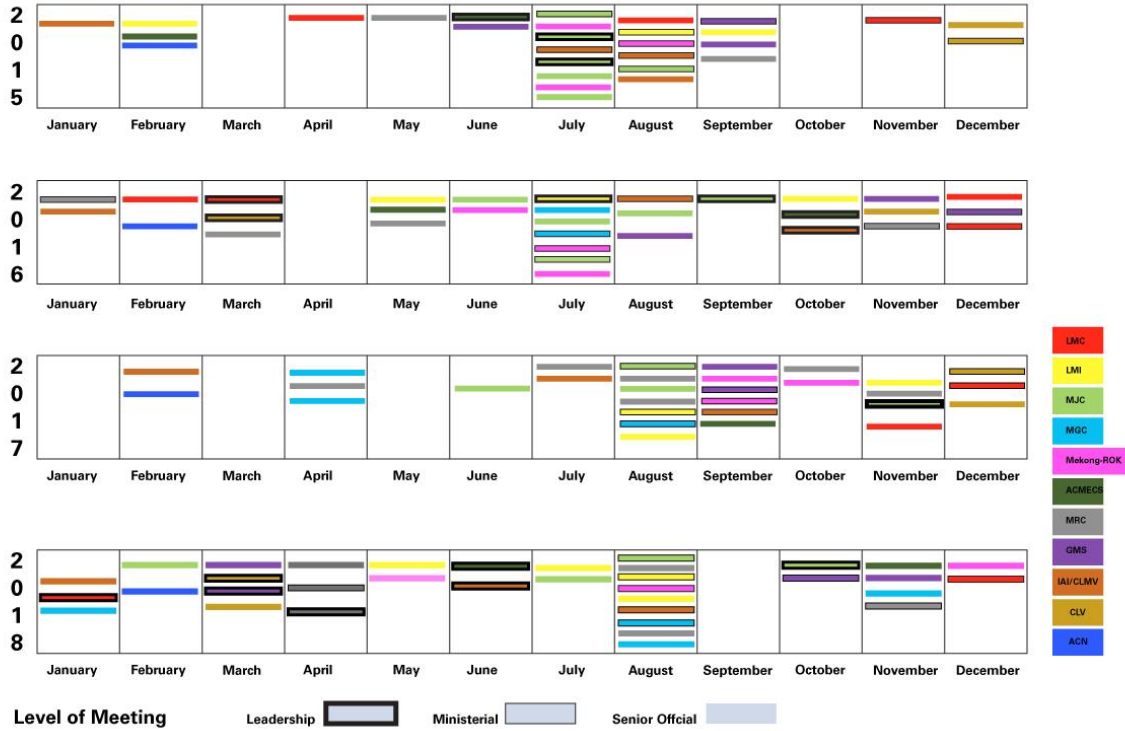 2
0
1
5
January February March April May June July August September October November December
2
0
1
6
January February March April May June July August September October November December
2
0
1
7
January February March April May June July August September October November December
2
0
1
8
January February March April May June July August September October November December
LMC
LMI
MJC
MGC
Mekong-ROK
ACMECS
MRC
GMS
IAI/CLMV
CLV
ACN
Level of Meeting Leadership Ministerial Senior Offcial